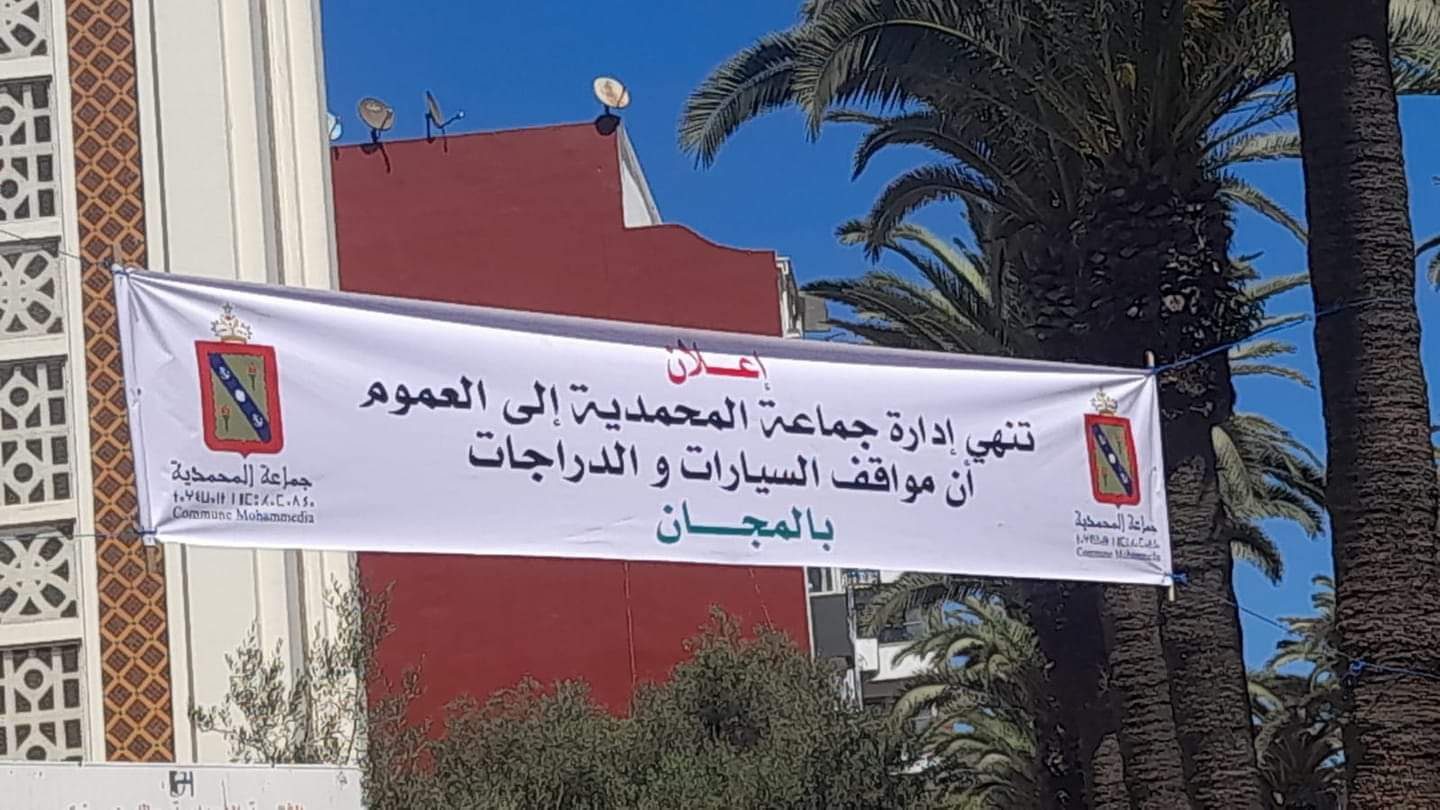 إعلان
تنهي إدارة جماعة المحمدية إلى العموم
أن مواقف السيارات و الدراجات
بالمجان
جماعة المحمدية
Commune Mohammedia
جماعة المحمدية
Commune Mohammedia